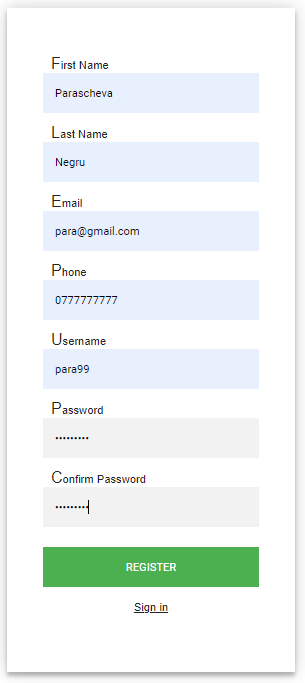 First Name
Parascheva
Last Name
Negru
Email
para@gmail.com
Phone
0777777777
Username
para99
Password
•••••••••
Confirm Password
•••••••••
REGISTER
Sign in